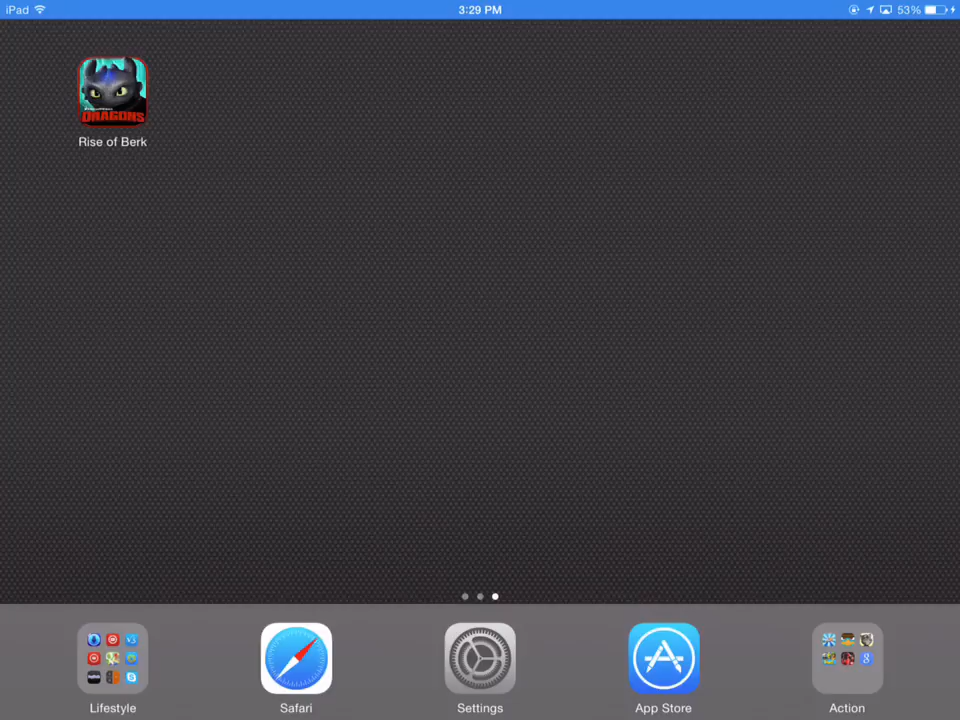 iPad 3:29 PM 53%
DRAGONS
Rise of Berk
Lifestyle Safari Settings App Store Action